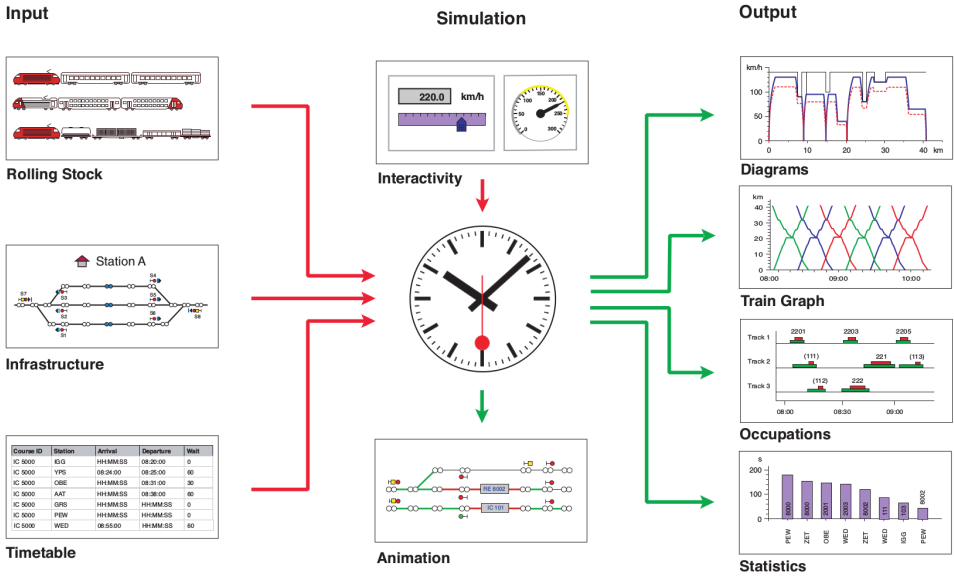 Input
Simulation
Output
Rolling Stock
Station A
S7
S3
S2
S1
S4
S5
S6
S8
Infrastructure
Course ID Station Arrival Departure Wait
IC 5000 IGG HH:MM:SS 08:20:00 0
IC 5000 YPS 08:24:00 08:25:00 60
IC 5000 OBE HH:MM:SS 08:31:00 30
IC 5000 AAT HH:MM:SS 08:38:00 60
IC 5000 GRS HH:MM:SS HH:MM:SS 0
IC 5000 PEW HH:MM:SS HH:MM:SS 0
IC 5000 WED 08:55:00 HH:MM:SS 60
Timetable
220.0 km/h
0 50 100 150 200 250 300
Interactivity
RE 8002
IC 101
Animation
km/h
100
50
0
0 10 20 30 40 km
Diagrams
km
40
30
20
10
0
08:00 09:00 10:00
Train Graph
2201 2203 2205
Track 1
(111) 221 (113)
Track 2
(112) 222
Track 3
08:00 08:30 09:00
Occupations
s
200
100
0
8000 8000 2001 2003 8002 111 103 8002
PEW ZET OBE WED ZET WED IGG PEW
Statistics